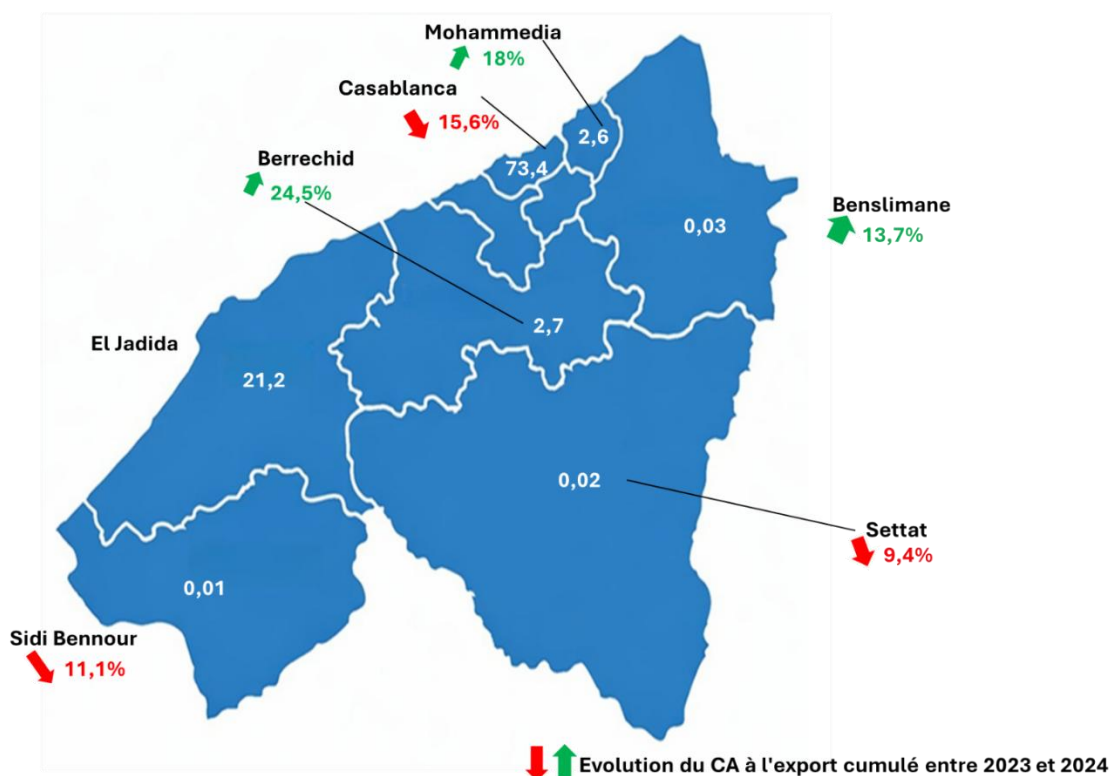 Mohammedia
18%
Casablanca
15,6%
2,6
73,4
Berrechid
24,5%
Benslimane
13,7%
0,03
2,7
El Jadida
21,2
0,02
Settat
9,4%
0,01
Sidi Bennour
11,1%
Evolution du CA à l'export cumulé entre 2023 et 2024